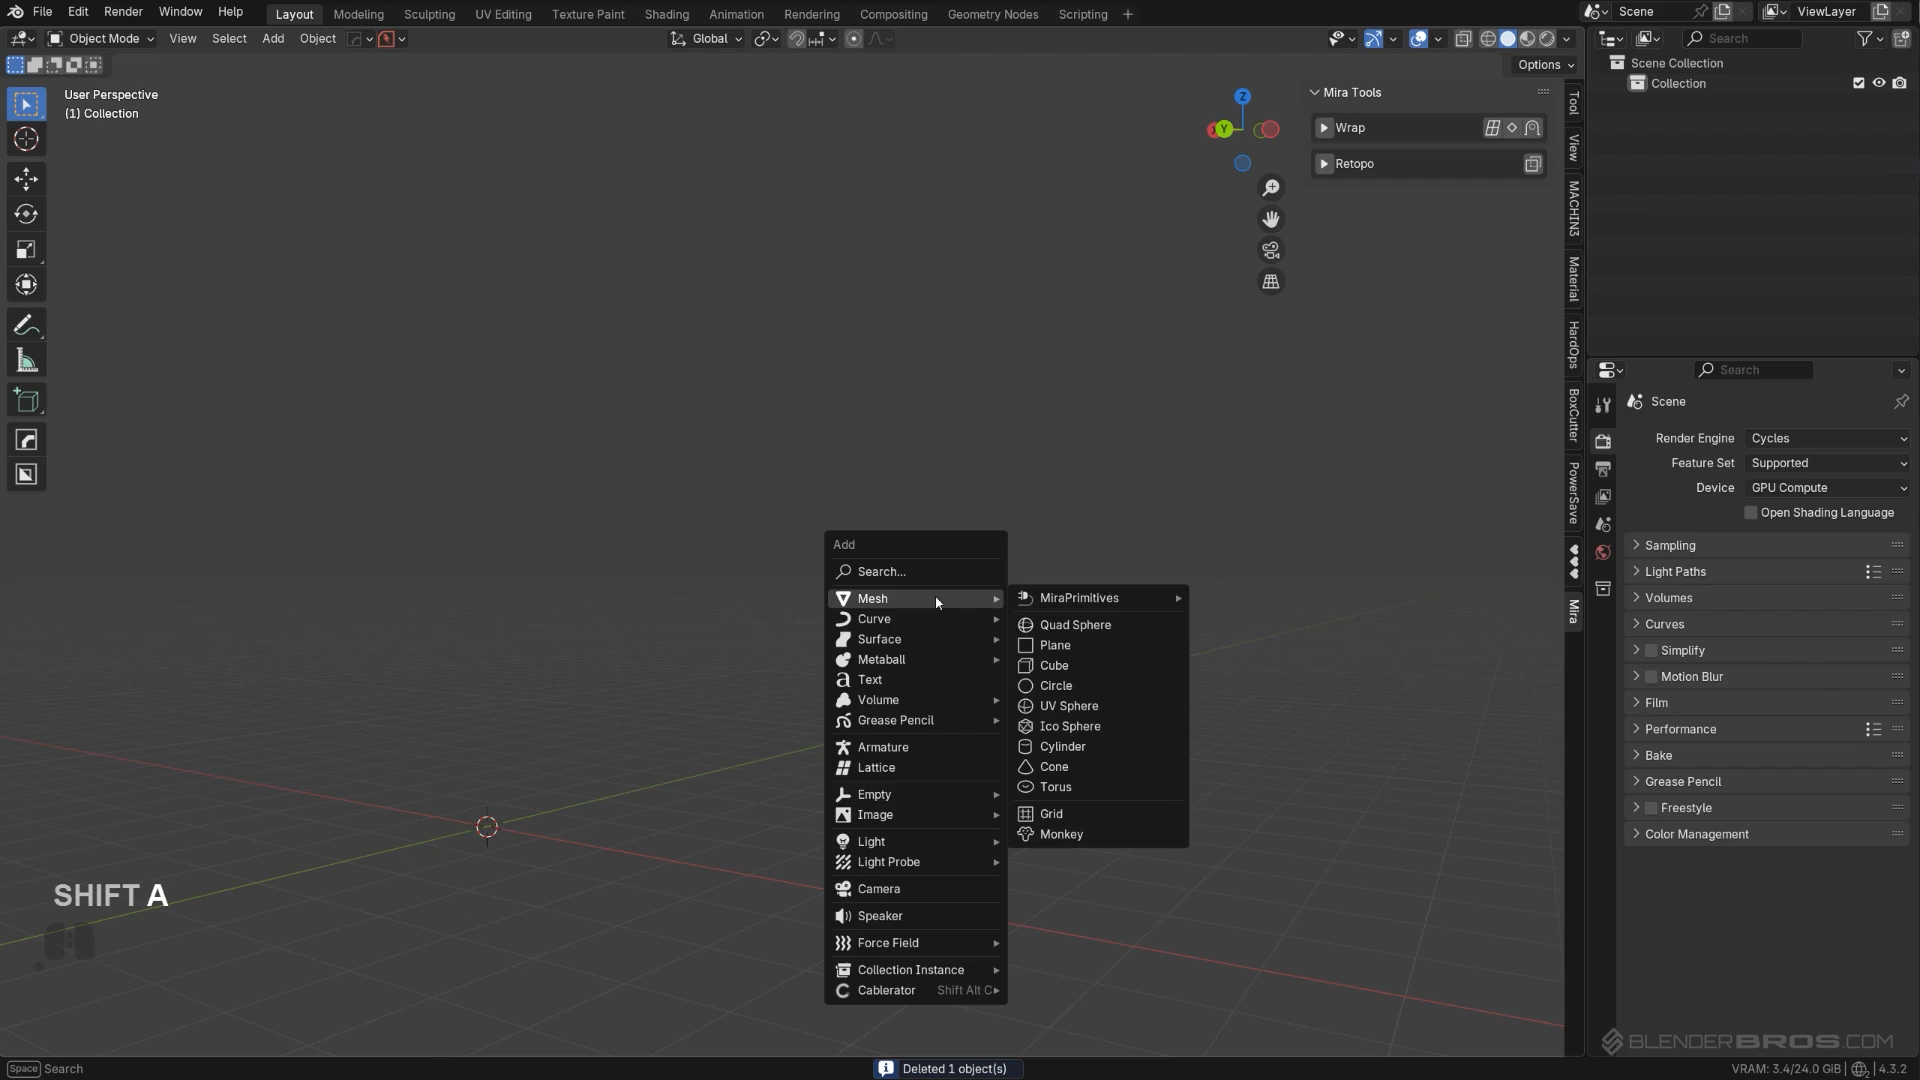 File Edit Render Window Help Layout Modeling Sculpting UV Editing Texture Paint Shading Animation Rendering Compositing Geometry Nodes Scripting + Scene ViewLayer
Object Mode View Select Add Object Global Search
Options
User Perspective
(1) Collection
Mira Tools
Wrap
Retopo
Z
Y
Tool
View
MACHIN3
Material
HardOps
BoxCutter
PowerSave
Mira
Scene Collection
Collection
Search
Scene
Render Engine Cycles
Feature Set Supported
Device GPU Compute
Open Shading Language
Sampling
Light Paths
Volumes
Curves
Simplify
Motion Blur
Film
Performance
Bake
Grease Pencil
Freestyle
Color Management
Add
Search...
Mesh
Curve
Surface
Metaball
Text
Volume
Grease Pencil
Armature
Lattice
Empty
Image
Light
Light Probe
Camera
Speaker
Force Field
Collection Instance
Cablerator Shift Alt C
MiraPrimitives
Quad Sphere
Plane
Cube
Circle
UV Sphere
Ico Sphere
Cylinder
Cone
Torus
Grid
Monkey
SHIFT A
BLENDERBROS.COM
Space Search
Deleted 1 object(s)
VRAM: 3.4/24.0 GiB 4.3.2